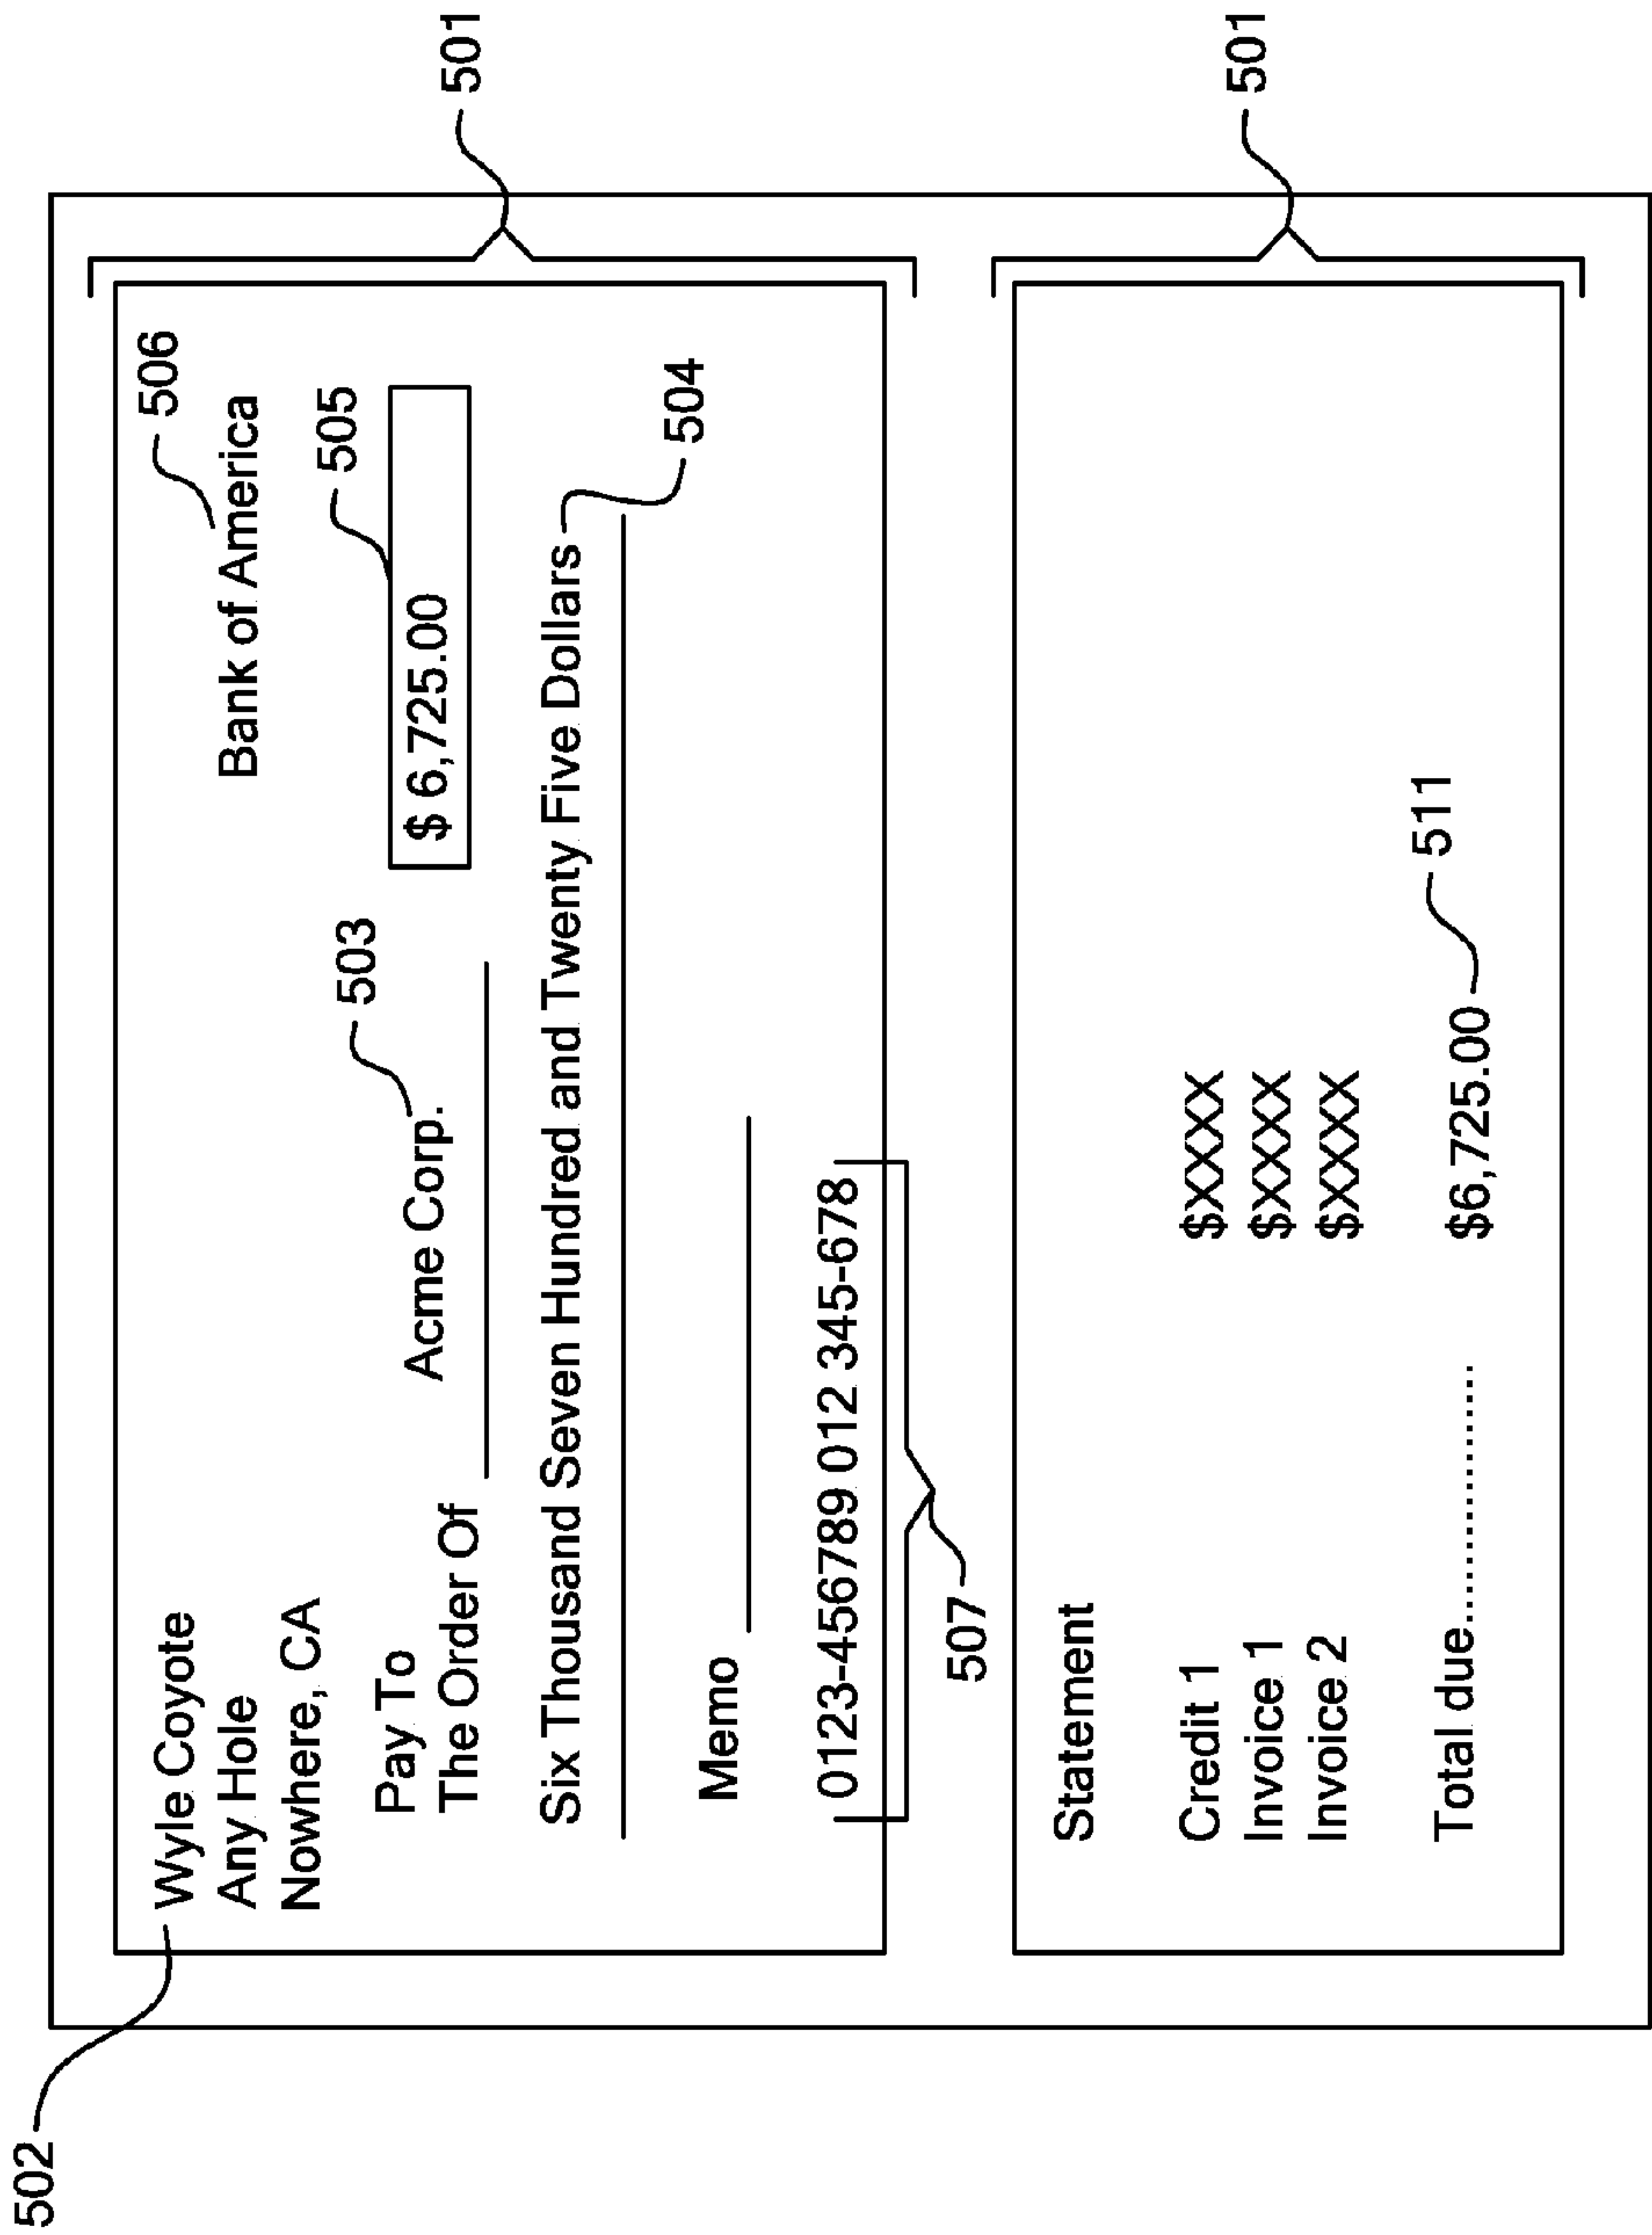 502
Wyle Coyote
Any Hole
Nowhere, CA
506
Bank of America
503
505
Pay To
The Order Of
Acme Corp.
$ 6,725.00
501
Six Thousand Seven Hundred and Twenty Five Dollars
504
Memo
0123-456789 012 345-678
507
Statement
Credit 1 $XXXX
Invoice 1 $XXXX
Invoice 2 $XXXX
501
Total due.................. $6,725.00
511